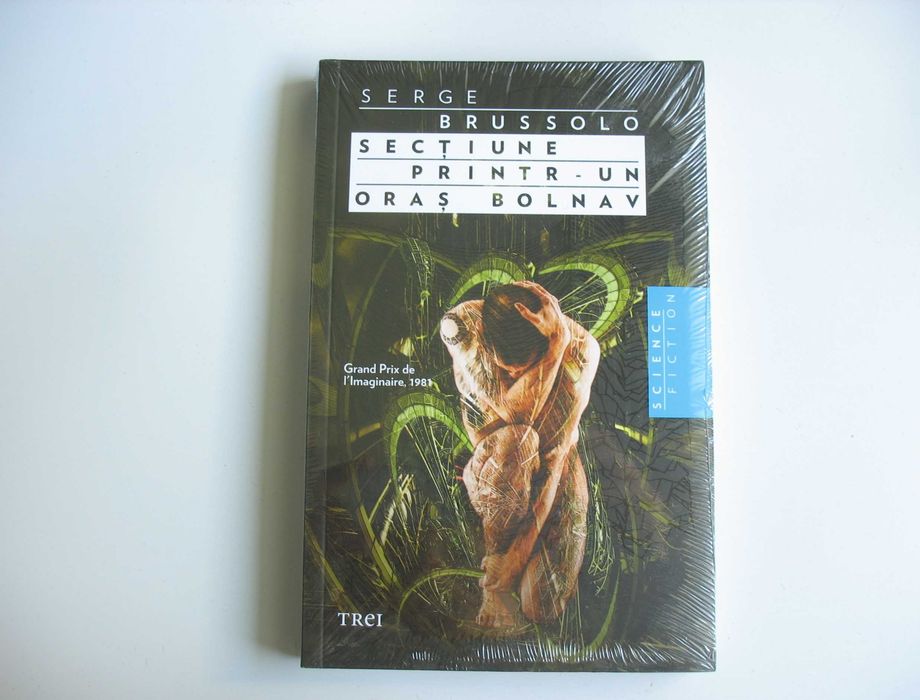 SERGE
BRUSSOLO
SECȚIUNE
PRINTR-UN
ORAȘ BOLNAV
SCIENCE
FICTION
Grand Prix de
l'Imaginaire, 1981
TREI